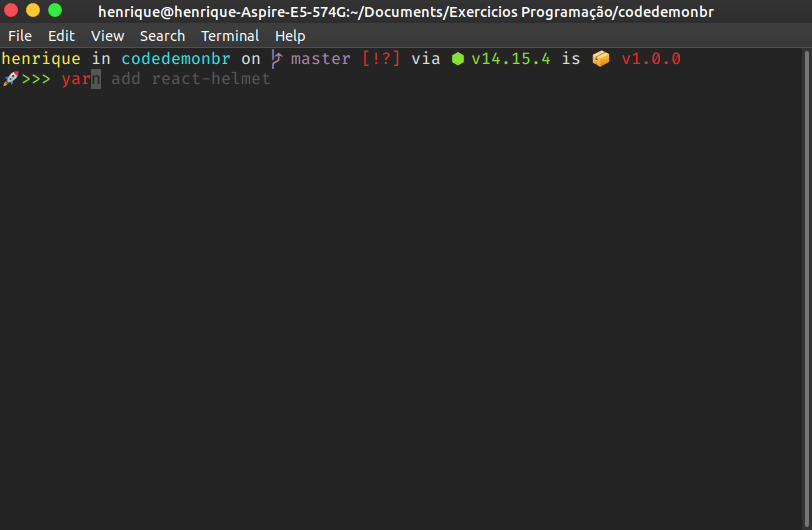 henrique@henrique-Aspire-E5-574G:~/Documents/Exercicios Programação/codedemonbr
File Edit View Search Terminal Help
henrique in codedemonbr on master [!?] via ⬢ v14.15.4 is 📦 v1.0.0
🚀>>> yarn add react-helmet